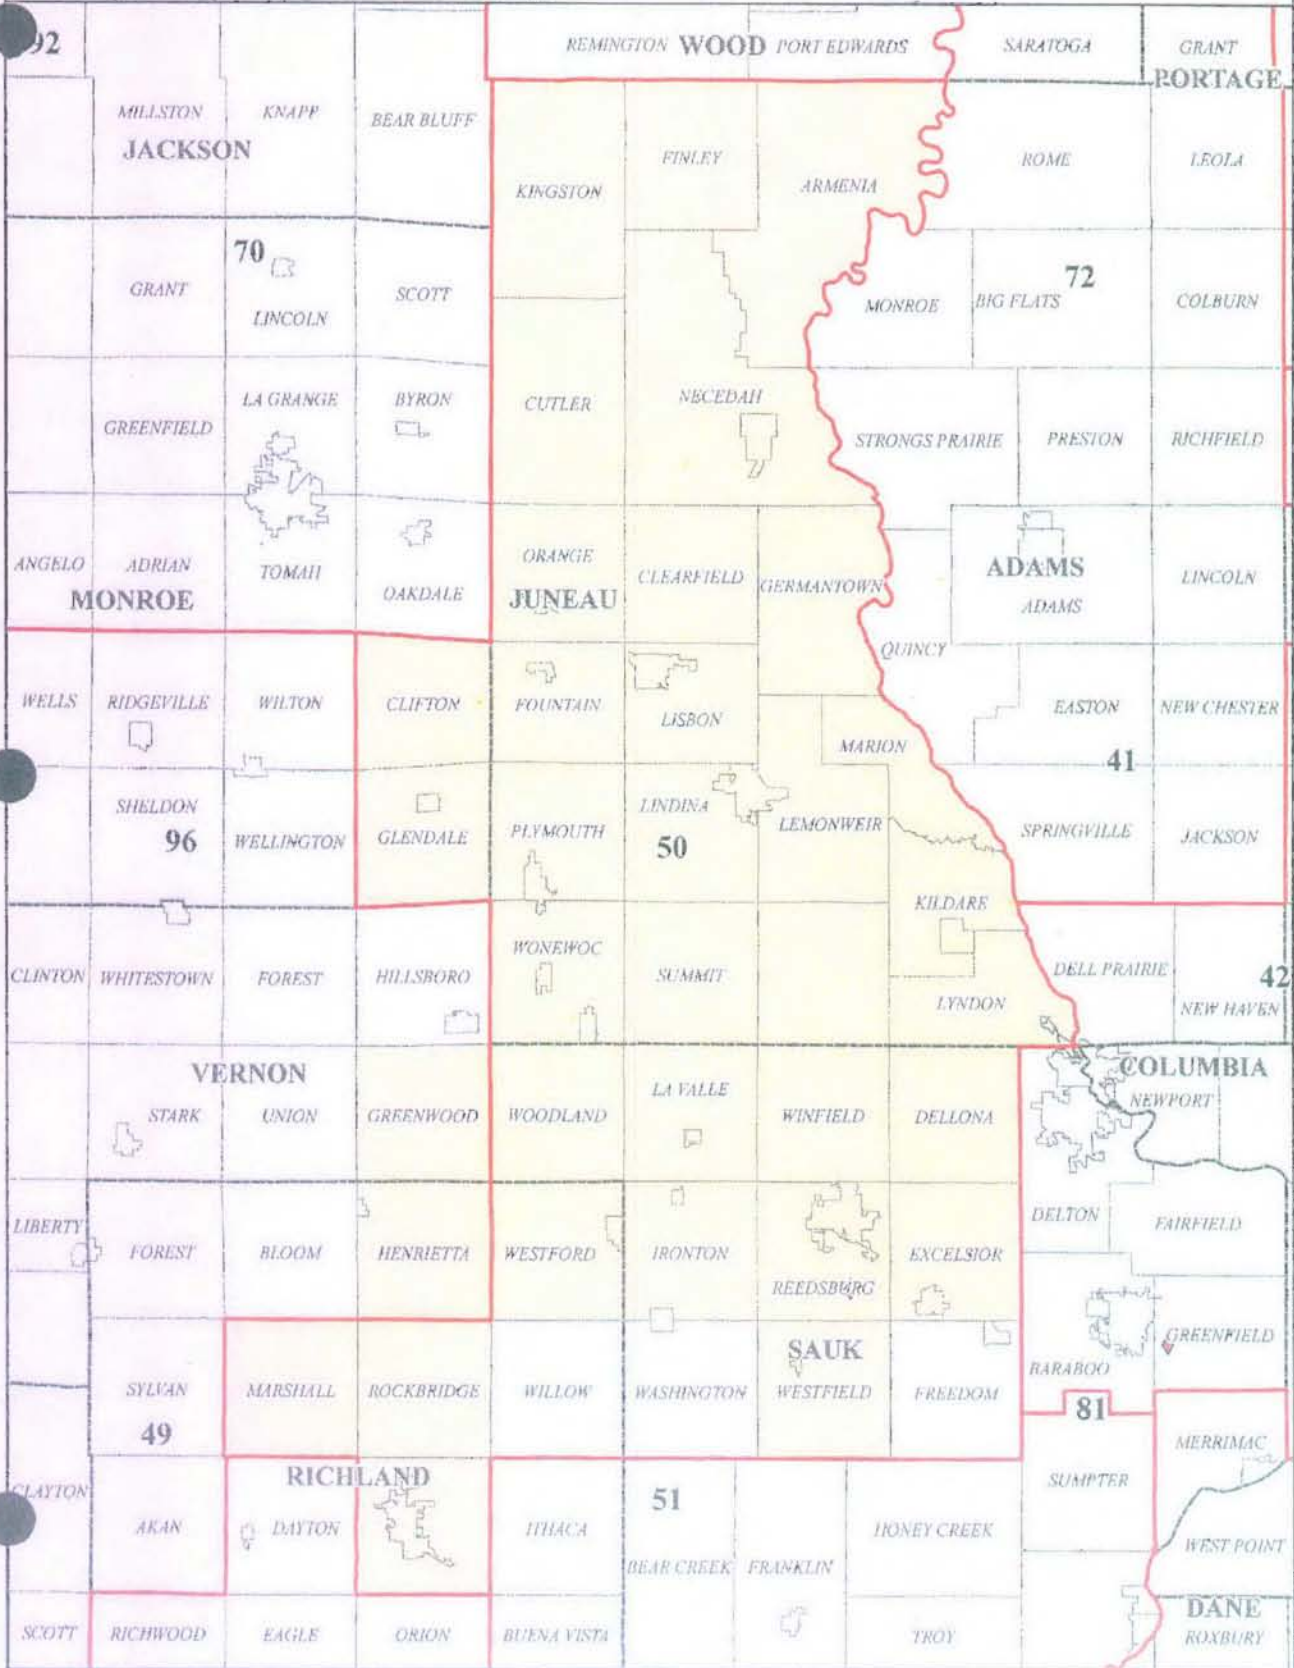 92
REMINGTON WOOD PORT EDWARDS SARATOGA GRANT
PORTAGE
MILLSTON KNAPP BEAR BLUFF
JACKSON
FINLEY ROME LEOLA
KINGSTON ARMENIA
70
GRANT SCOTT
LINCOLN
72
MONROE BIG FLATS COLBURN
LA GRANGE BYRON CUTLER NECEDAH
GREENFIELD STRONGS PRAIRIE PRESTON RICHFIELD
ANGELO ADRIAN TOMAH ORANGE
OAKDALE CLEARFIELD GERMANTOWN ADAMS LINCOLN
MONROE JUNEAU ADAMS
QUINCY
WELLS RIDGEVILLE WILTON CLIFTON FOUNTAIN LISBON EASTON NEW CHESTER
MARION
41
SHELDON LINDINA
96 WELLINGTON GLENDALE PLYMOUTH 50 LEMONWEIR SPRINGVILLE JACKSON
KILDARE
WONEWOC
CLINTON WHITESTOWN FOREST HILLSBORO SUMMIT DELL PRAIRIE 42
LYNDON NEW HAVEN
VERNON COLUMBIA
LA VALLE NEWPORT
STARK UNION GREENWOOD WOODLAND WINFIELD DELLONA
LIBERTY DELTON FAIRFIELD
FOREST BLOOM HENRIETTA WESTFORD IRONTON EXCELSIOR
REEDSBURG
SAUK GREENFIELD
BARABOO
SYLVAN MARSHALL ROCKBRIDGE WILLOW WASHINGTON WESTFIELD FREEDOM
49 81
MERRIMAC
RICHLAND SUMPTER
CLAYTON 51
AKAN DAYTON ITHACA HONEY CREEK
BEAR CREEK FRANKLIN WEST POINT
DANE
SCOTT RICHWOOD EAGLE ORION BUENA VISTA TROY ROXBURY